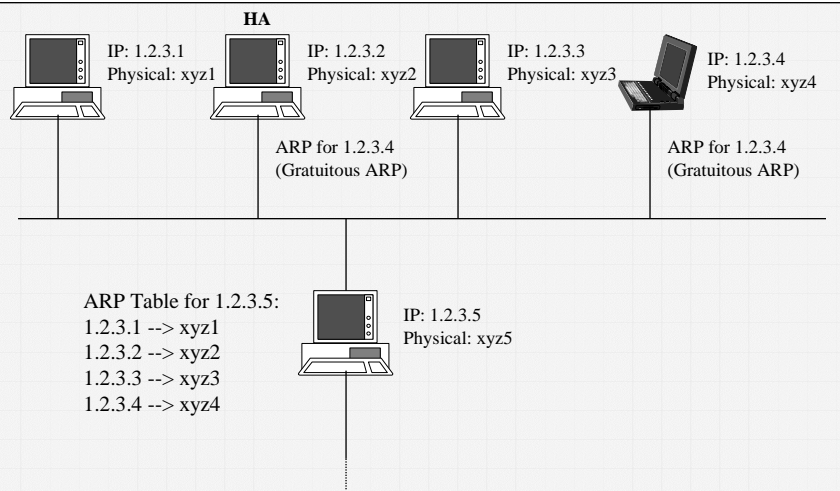 HA
IP: 1.2.3.1
Physical: xyz1
IP: 1.2.3.2
Physical: xyz2
IP: 1.2.3.3
Physical: xyz3
IP: 1.2.3.4
Physical: xyz4
ARP for 1.2.3.4
(Gratuitous ARP)
ARP for 1.2.3.4
(Gratuitous ARP)
ARP Table for 1.2.3.5:
1.2.3.1 --> xyz1
1.2.3.2 --> xyz2
1.2.3.3 --> xyz3
1.2.3.4 --> xyz4
IP: 1.2.3.5
Physical: xyz5